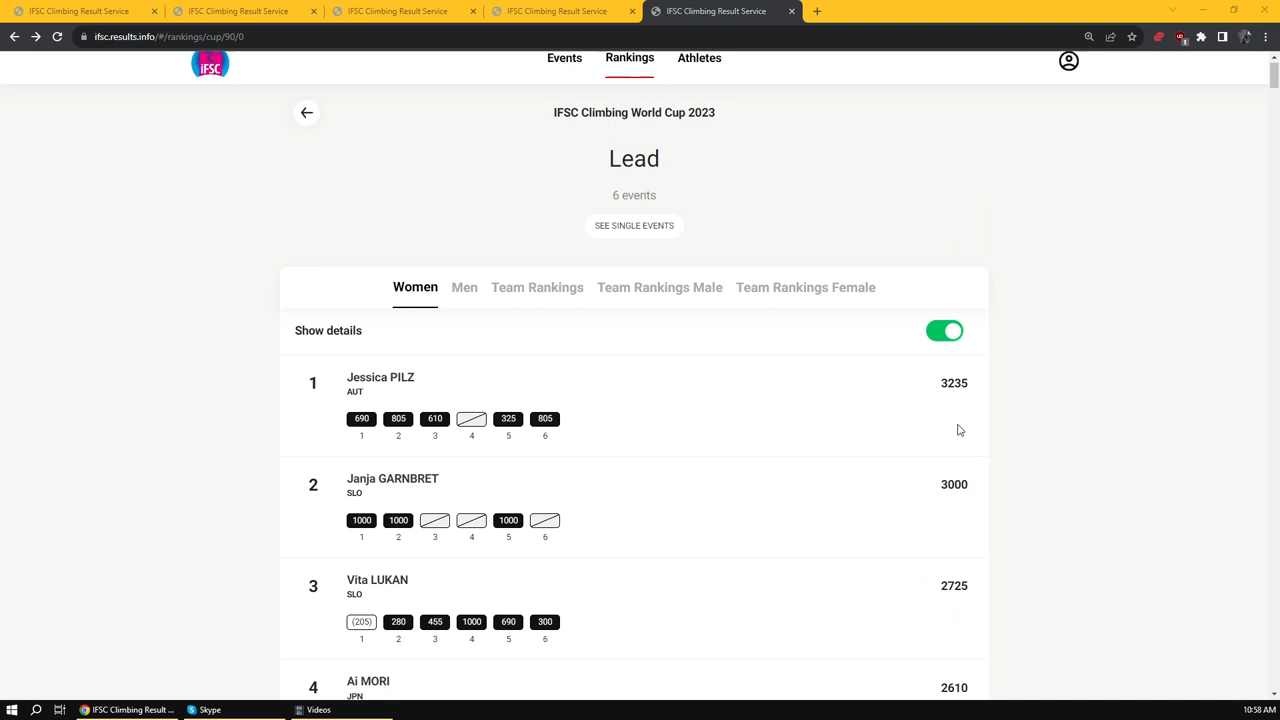 IFSC Climbing Result Service
IFSC Climbing Result Service
IFSC Climbing Result Service
IFSC Climbing Result Service
IFSC Climbing Result Service
ifsc.results.info/#/rankings/cup/90/0
IFSC
Events Rankings Athletes
IFSC Climbing World Cup 2023
Lead
6 events
SEE SINGLE EVENTS
Women Men Team Rankings Team Rankings Male Team Rankings Female
Show details
1 Jessica PILZ 3235
AUT
690 805 610 325 805
1 2 3 4 5 6
2 Janja GARNBRET 3000
SLO
1000 1000 1000
1 2 3 4 5 6
3 Vita LUKAN 2725
SLO
(205) 280 455 1000 690 300
1 2 3 4 5 6
4 Ai MORI 2610
JPN
IFSC Climbing Result ... Skype Videos 10:58 AM